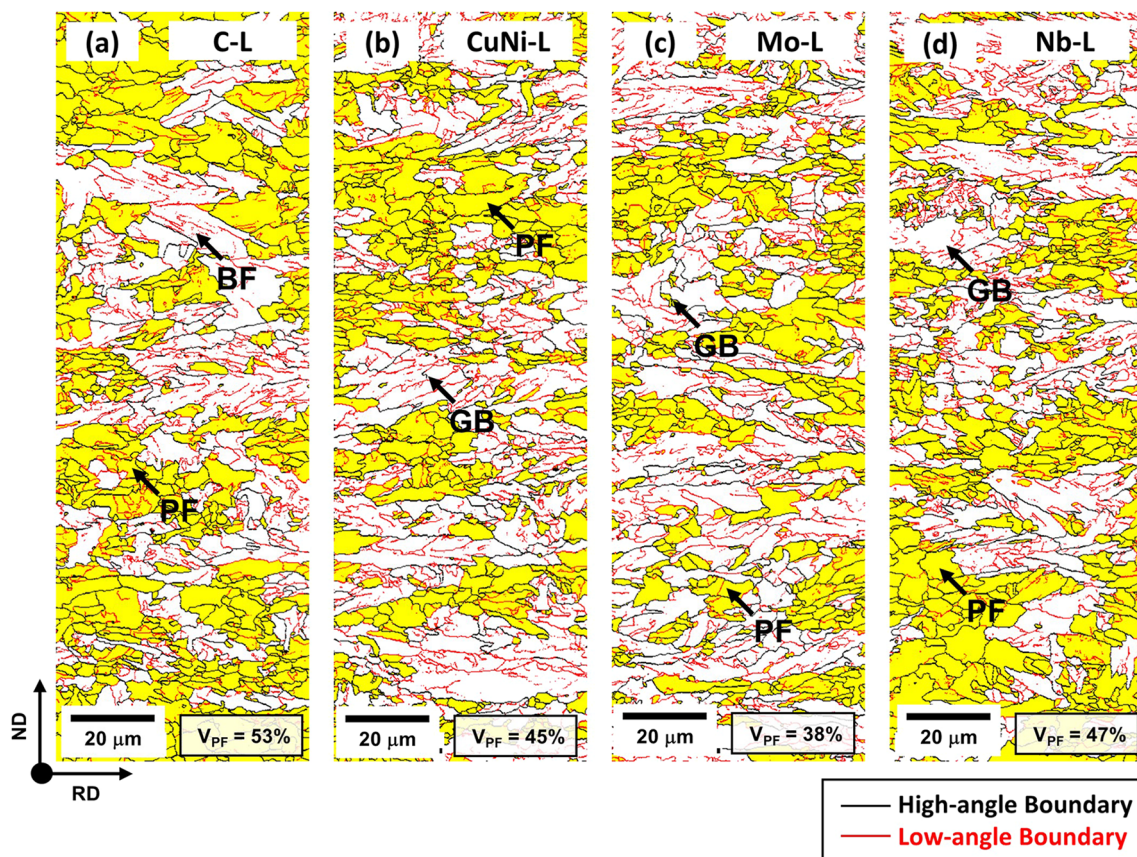 (a) C-L
(b) CuNi-L
(c) Mo-L
(d) Nb-L
BF
PF
PF
GB
GB
PF
GB
PF
20 μm
V_PF = 53%
20 μm
V_PF = 45%
20 μm
V_PF = 38%
20 μm
V_PF = 47%
ND
RD
High-angle Boundary
Low-angle Boundary